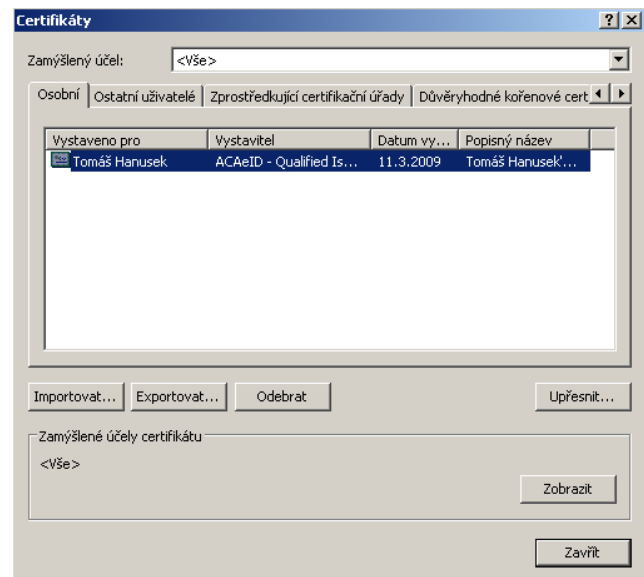 Certifikáty
Zamýšlený účel: <Vše>
Osobní Ostatní uživatelé Zprostředkující certifikační úřady Důvěryhodné kořenové cert
Vystaveno pro Vystavitel Datum vy... Popisný název
Tomáš Hanusek ACAeID - Qualified Is... 11.3.2009 Tomáš Hanusek'...
Importovat... Exportovat... Odebrat Upřesnit...
Zamýšlené účely certifikátu
<Vše>
Zobrazit
Zavřít